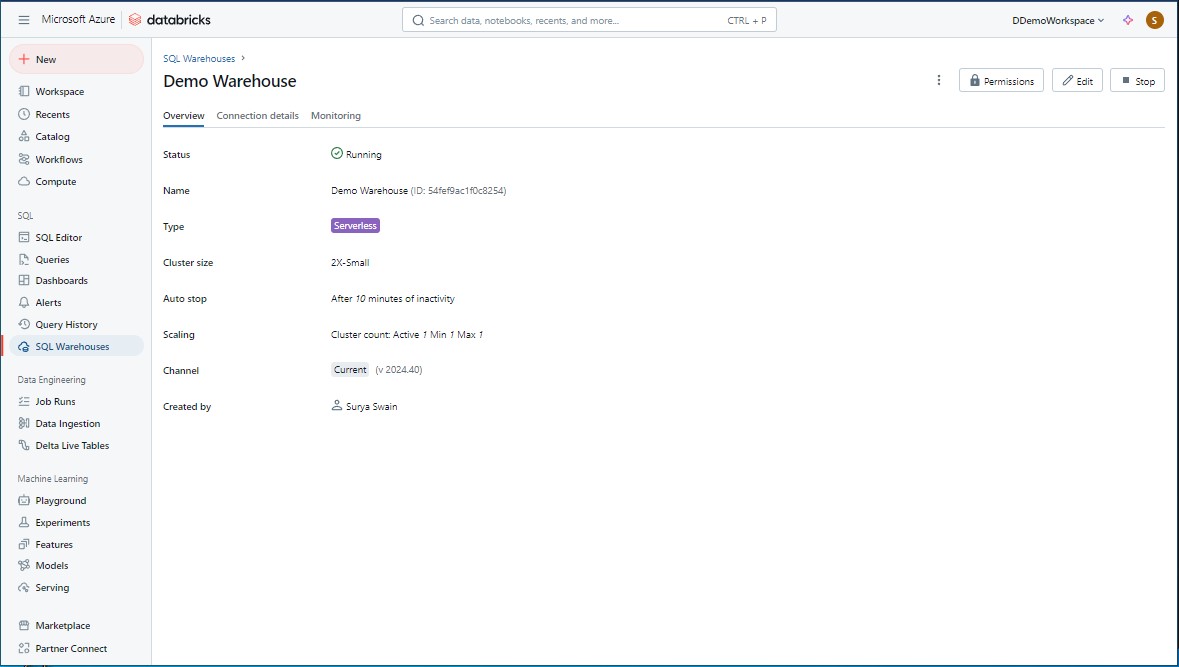 Microsoft Azure databricks Search data, notebooks, recents, and more... CTRL + P DDemoWorkspace S
New
Workspace
Recents
Catalog
Workflows
Compute
SQL
SQL Editor
Queries
Dashboards
Alerts
Query History
SQL Warehouses
Data Engineering
Job Runs
Data Ingestion
Delta Live Tables
Machine Learning
Playground
Experiments
Features
Models
Serving
Marketplace
Partner Connect
SQL Warehouses >
Demo Warehouse
Permissions Edit Stop
Overview Connection details Monitoring
Status Running
Name Demo Warehouse (ID: 54fef9ac1f0c8254)
Type Serverless
Cluster size 2X-Small
Auto stop After 10 minutes of inactivity
Scaling Cluster count: Active 1 Min 1 Max 1
Channel Current (v 2024.40)
Created by Surya Swain